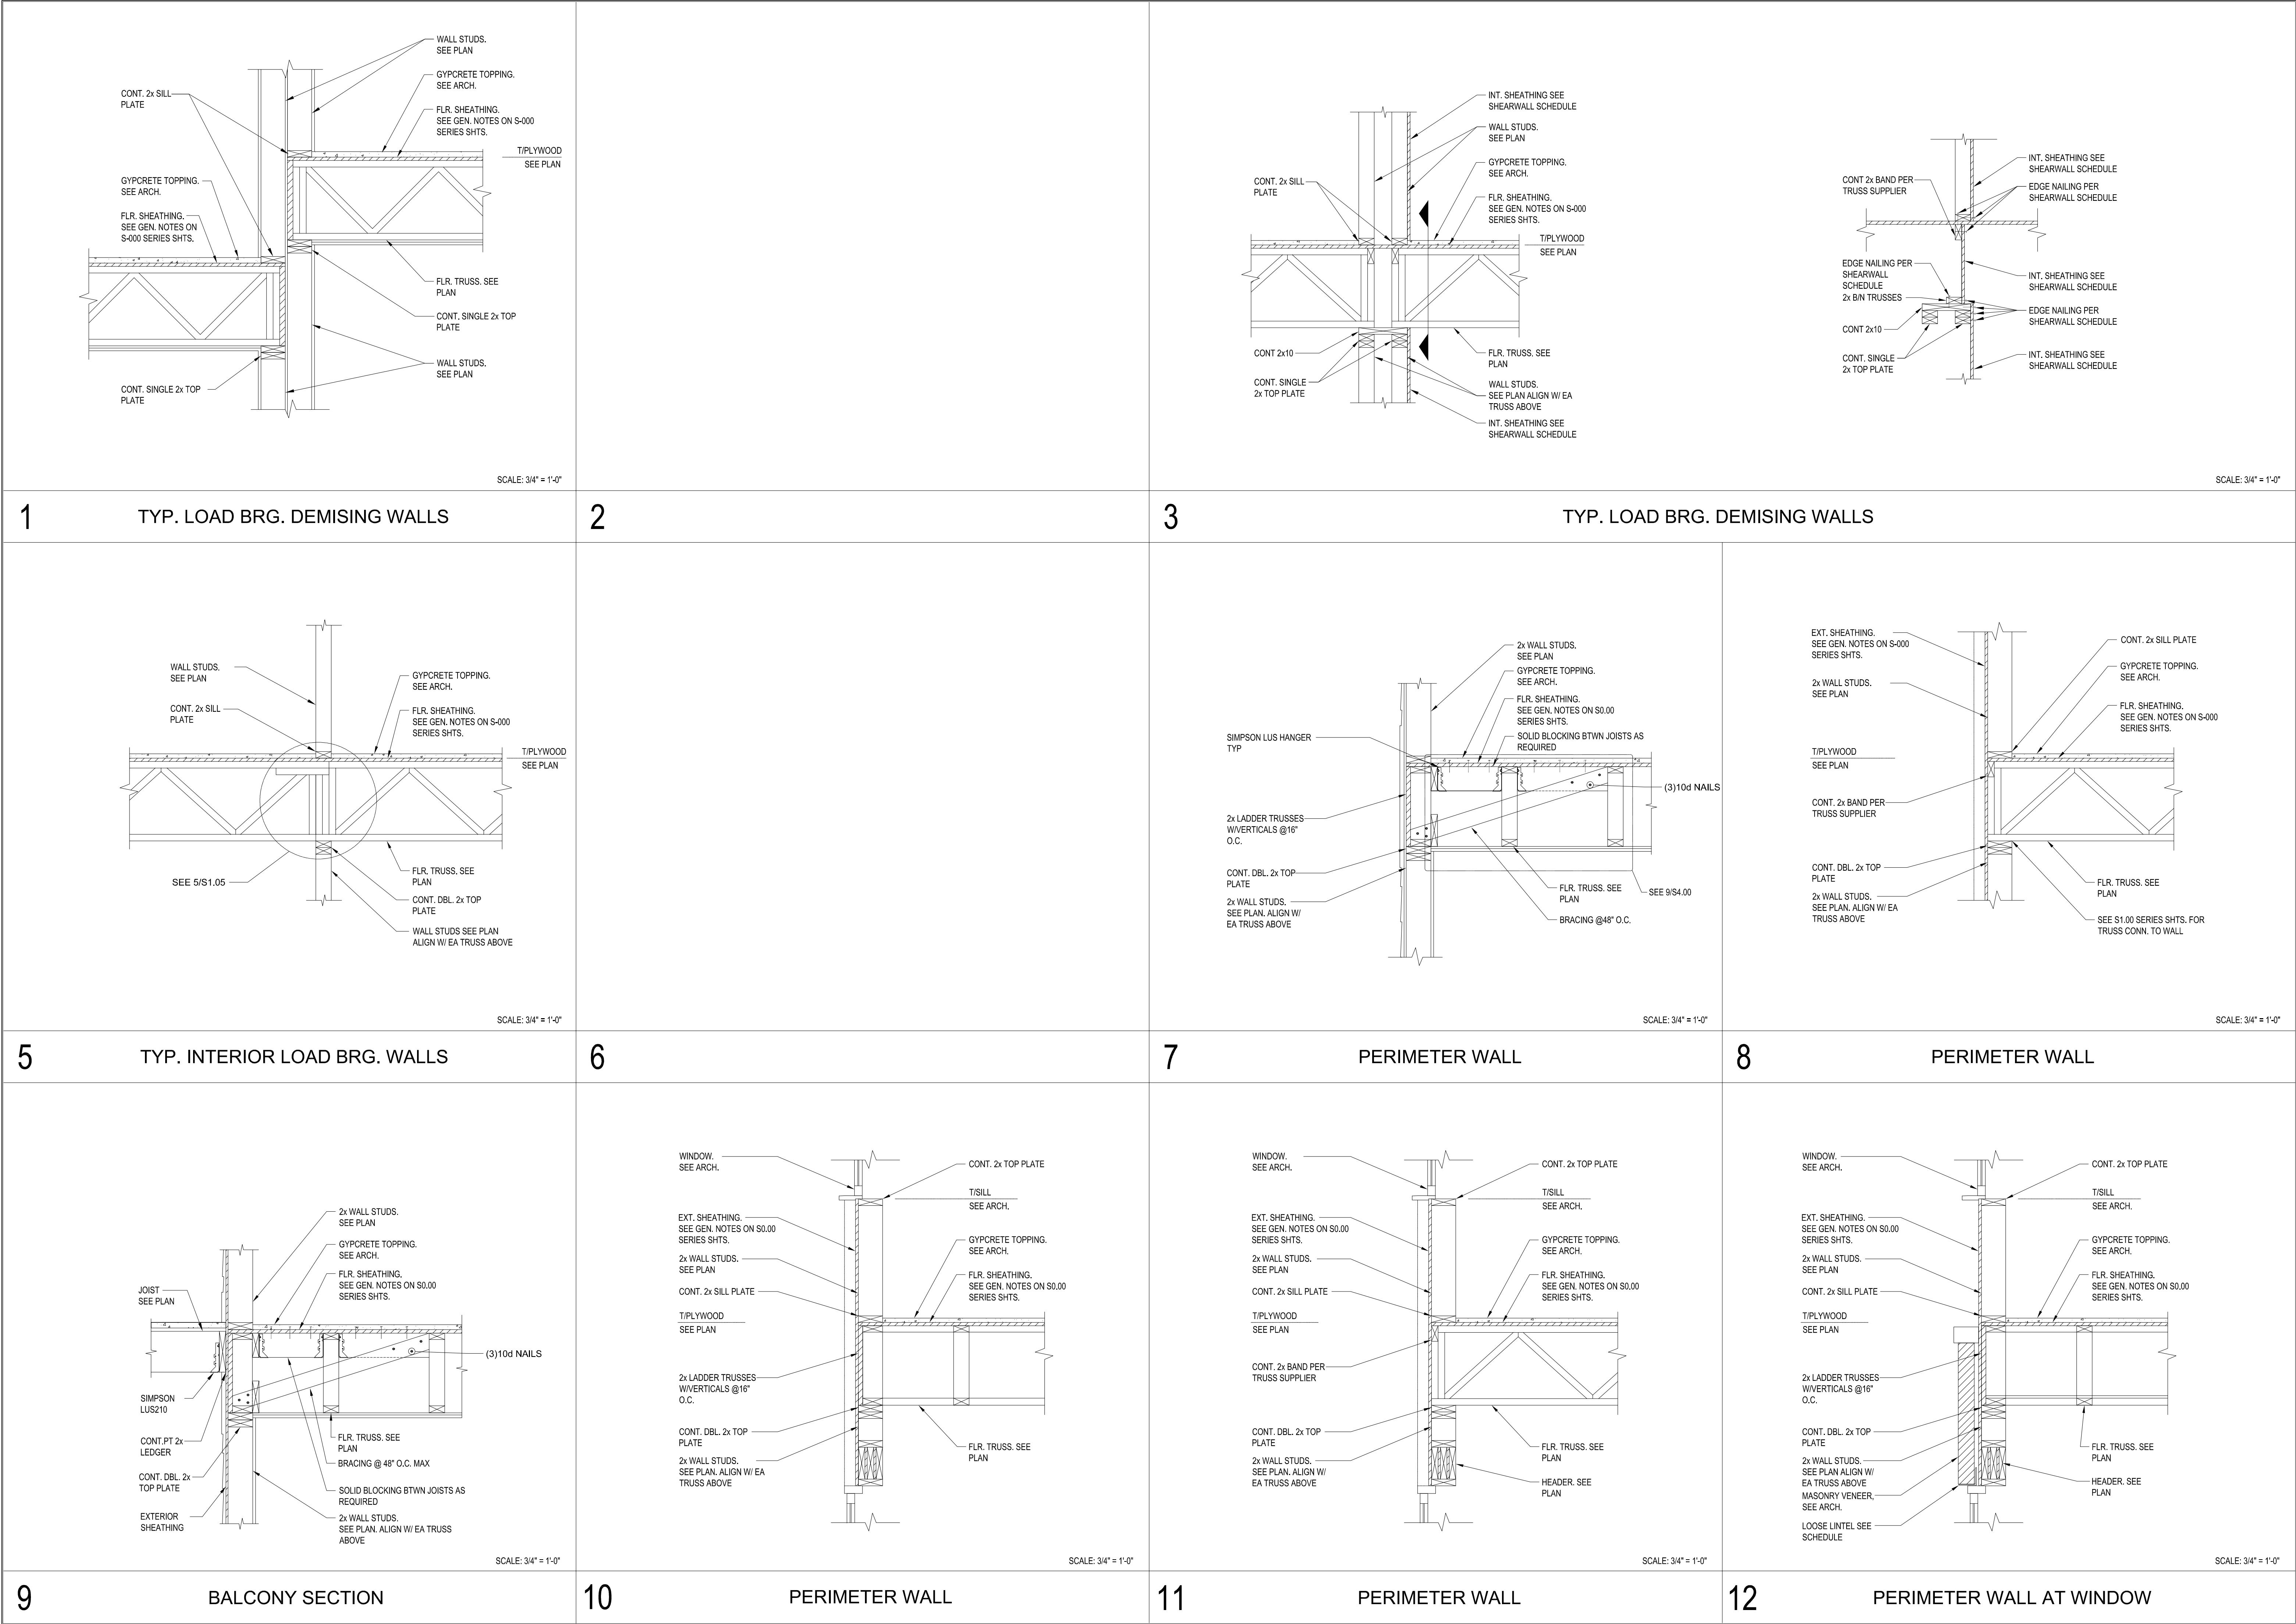 WALL STUDS.
SEE PLAN
GYPCRETE TOPPING.
SEE ARCH.
CONT. 2x SILL
PLATE
FLR. SHEATHING.
SEE GEN. NOTES ON S-000
SERIES SHTS.
T/PLYWOOD
SEE PLAN
GYPCRETE TOPPING.
SEE ARCH.
FLR. SHEATHING.
SEE GEN. NOTES ON
S-000 SERIES SHTS.
FLR. TRUSS. SEE
PLAN
CONT. SINGLE 2x TOP
PLATE
WALL STUDS.
SEE PLAN
CONT. SINGLE 2x TOP
PLATE
SCALE: 3/4" = 1'-0"
1
TYP. LOAD BRG. DEMISING WALLS
2
INT. SHEATHING SEE
SHEARWALL SCHEDULE
WALL STUDS.
SEE PLAN
GYPCRETE TOPPING.
SEE ARCH.
CONT. 2x SILL
PLATE
FLR. SHEATHING.
SEE GEN. NOTES ON S-000
SERIES SHTS.
T/PLYWOOD
SEE PLAN
CONT 2x10
FLR. TRUSS. SEE
PLAN
CONT. SINGLE
2x TOP PLATE
WALL STUDS.
SEE PLAN ALIGN W/ EA
TRUSS ABOVE
INT. SHEATHING SEE
SHEARWALL SCHEDULE
INT. SHEATHING SEE
SHEARWALL SCHEDULE
CONT 2x BAND PER
TRUSS SUPPLIER
EDGE NAILING PER
SHEARWALL SCHEDULE
EDGE NAILING PER
SHEARWALL
SCHEDULE
2x B/N TRUSSES
INT. SHEATHING SEE
SHEARWALL SCHEDULE
EDGE NAILING PER
SHEARWALL SCHEDULE
CONT 2x10
CONT. SINGLE
2x TOP PLATE
INT. SHEATHING SEE
SHEARWALL SCHEDULE
SCALE: 3/4" = 1'-0"
3
TYP. LOAD BRG. DEMISING WALLS
WALL STUDS.
SEE PLAN
GYPCRETE TOPPING.
SEE ARCH.
CONT. 2x SILL
PLATE
FLR. SHEATHING.
SEE GEN. NOTES ON S-000
SERIES SHTS.
T/PLYWOOD
SEE PLAN
SEE 5/S1.05
FLR. TRUSS. SEE
PLAN
CONT. DBL. 2x TOP
PLATE
WALL STUDS SEE PLAN
ALIGN W/ EA TRUSS ABOVE
SCALE: 3/4" = 1'-0"
5
TYP. INTERIOR LOAD BRG. WALLS
6
2x WALL STUDS.
SEE PLAN
GYPCRETE TOPPING.
SEE ARCH.
FLR. SHEATHING.
SEE GEN. NOTES ON S0.00
SERIES SHTS.
SIMPSON LUS HANGER
TYP
SOLID BLOCKING BTWN JOISTS AS
REQUIRED
(3)10d NAILS
2x LADDER TRUSSES
W/VERTICALS @16"
O.C.
CONT. DBL. 2x TOP
PLATE
2x WALL STUDS.
SEE PLAN. ALIGN W/
EA TRUSS ABOVE
FLR. TRUSS. SEE
PLAN
SEE 9/S4.00
BRACING @48" O.C.
SCALE: 3/4" = 1'-0"
7
PERIMETER WALL
EXT. SHEATHING.
SEE GEN. NOTES ON S-000
SERIES SHTS.
CONT. 2x SILL PLATE
GYPCRETE TOPPING.
SEE ARCH.
2x WALL STUDS.
SEE PLAN
FLR. SHEATHING.
SEE GEN. NOTES ON S-000
SERIES SHTS.
T/PLYWOOD
SEE PLAN
CONT. 2x BAND PER
TRUSS SUPPLIER
CONT. DBL. 2x TOP
PLATE
2x WALL STUDS.
SEE PLAN. ALIGN W/ EA
TRUSS ABOVE
FLR. TRUSS. SEE
PLAN
SEE S1.00 SERIES SHTS. FOR
TRUSS CONN. TO WALL
SCALE: 3/4" = 1'-0"
8
PERIMETER WALL
2x WALL STUDS.
SEE PLAN
GYPCRETE TOPPING.
SEE ARCH.
FLR. SHEATHING.
SEE GEN. NOTES ON S0.00
SERIES SHTS.
JOIST
SEE PLAN
(3)10d NAILS
SIMPSON
LUS210
CONT.PT 2x
LEDGER
CONT. DBL. 2x
TOP PLATE
EXTERIOR
SHEATHING
FLR. TRUSS. SEE
PLAN
BRACING @ 48" O.C. MAX
SOLID BLOCKING BTWN JOISTS AS
REQUIRED
2x WALL STUDS.
SEE PLAN. ALIGN W/ EA TRUSS
ABOVE
SCALE: 3/4" = 1'-0"
9
BALCONY SECTION
WINDOW.
SEE ARCH.
CONT. 2x TOP PLATE
T/SILL
SEE ARCH.
EXT. SHEATHING.
SEE GEN. NOTES ON S0.00
SERIES SHTS.
GYPCRETE TOPPING.
SEE ARCH.
2x WALL STUDS.
SEE PLAN
FLR. SHEATHING.
SEE GEN. NOTES ON S0.00
SERIES SHTS.
CONT. 2x SILL PLATE
T/PLYWOOD
SEE PLAN
2x LADDER TRUSSES
W/VERTICALS @16"
O.C.
CONT. DBL. 2x TOP
PLATE
2x WALL STUDS.
SEE PLAN. ALIGN W/ EA
TRUSS ABOVE
FLR. TRUSS. SEE
PLAN
SCALE: 3/4" = 1'-0"
10
PERIMETER WALL
WINDOW.
SEE ARCH.
CONT. 2x TOP PLATE
T/SILL
SEE ARCH.
EXT. SHEATHING.
SEE GEN. NOTES ON S0.00
SERIES SHTS.
GYPCRETE TOPPING.
SEE ARCH.
2x WALL STUDS.
SEE PLAN
FLR. SHEATHING.
SEE GEN. NOTES ON S0.00
SERIES SHTS.
CONT. 2x SILL PLATE
T/PLYWOOD
SEE PLAN
CONT. 2x BAND PER
TRUSS SUPPLIER
CONT. DBL. 2x TOP
PLATE
2x WALL STUDS.
SEE PLAN. ALIGN W/
EA TRUSS ABOVE
FLR. TRUSS. SEE
PLAN
HEADER. SEE
PLAN
SCALE: 3/4" = 1'-0"
11
PERIMETER WALL
WINDOW.
SEE ARCH.
CONT. 2x TOP PLATE
T/SILL
SEE ARCH.
EXT. SHEATHING.
SEE GEN. NOTES ON S0.00
SERIES SHTS.
GYPCRETE TOPPING.
SEE ARCH.
2x WALL STUDS.
SEE PLAN
FLR. SHEATHING.
SEE GEN. NOTES ON S0.00
SERIES SHTS.
CONT. 2x SILL PLATE
T/PLYWOOD
SEE PLAN
2x LADDER TRUSSES
W/VERTICALS @16"
O.C.
CONT. DBL. 2x TOP
PLATE
2x WALL STUDS.
SEE PLAN ALIGN W/
EA TRUSS ABOVE
MASONRY VENEER,
SEE ARCH.
LOOSE LINTEL SEE
SCHEDULE
FLR. TRUSS. SEE
PLAN
HEADER. SEE
PLAN
SCALE: 3/4" = 1'-0"
12
PERIMETER WALL AT WINDOW